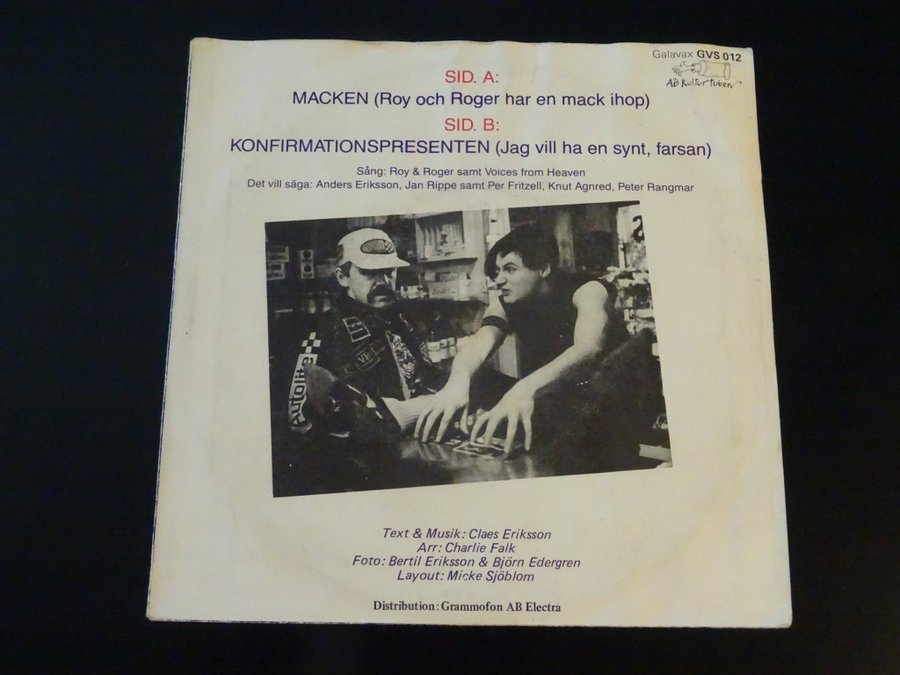 Galavax GVS 012
AB Kulturtuben
SID. A:
MACKEN (Roy och Roger har en mack ihop)
SID. B:
KONFIRMATIONSPRESENTEN (Jag vill ha en synt, farsan)
Sång: Roy & Roger samt Voices from Heaven
Det vill säga: Anders Eriksson, Jan Rippe samt Per Fritzell, Knut Agnred, Peter Rangmar
Autolite
Text & Musik: Claes Eriksson
Arr: Charlie Falk
Foto: Bertil Eriksson & Björn Edergren
Layout: Micke Sjöblom
Distribution: Grammofon AB Electra